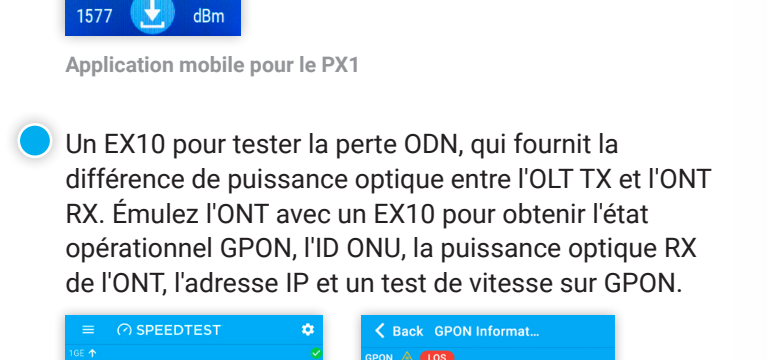 1577 dBm
Application mobile pour le PX1
Un EX10 pour tester la perte ODN, qui fournit la
différence de puissance optique entre l'OLT TX et l'ONT
RX. Émulez l'ONT avec un EX10 pour obtenir l'état
opérationnel GPON, l'ID ONU, la puissance optique RX
de l'ONT, l'adresse IP et un test de vitesse sur GPON.
SPEEDTEST
1GE
Back GPON Informat...
GPON LOS